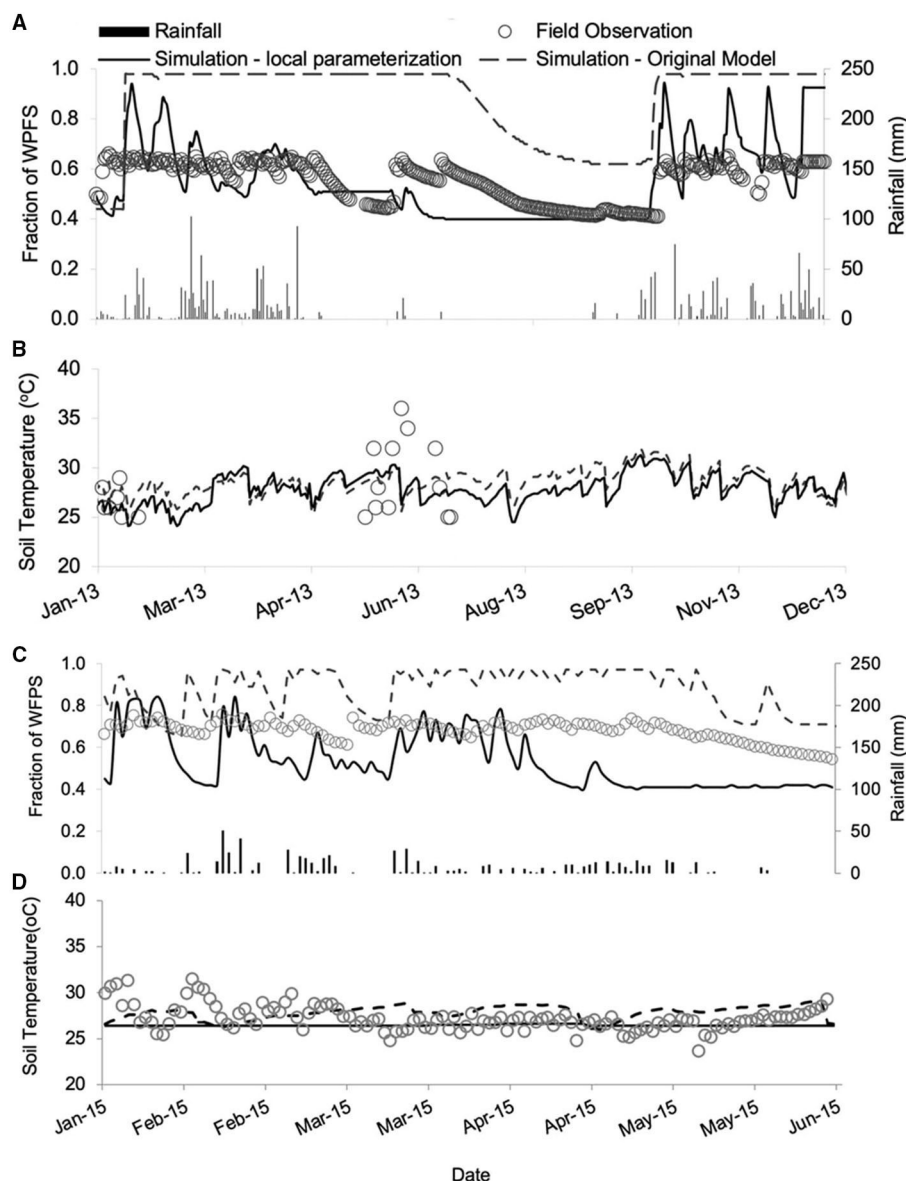 A
Rainfall
Field Observation
Simulation - local parameterization
Simulation - Original Model
Fraction of WPFS
1.0
0.8
0.6
0.4
0.2
0.0
250
200
150
100
50
0
Rainfall (mm)
B
Soil Temperature (ºC)
40
35
30
25
20
Jan-13
Mar-13
Apr-13
Jun-13
Aug-13
Sep-13
Nov-13
Dec-13
C
Fraction of WFPS
1.0
0.8
0.6
0.4
0.2
0.0
250
200
150
100
50
0
Rainfall (mm)
D
Soil Temperature(oC)
40
35
30
25
20
Jan-15
Feb-15
Feb-15
Mar-15
Mar-15
Apr-15
Apr-15
May-15
May-15
Jun-15
Date